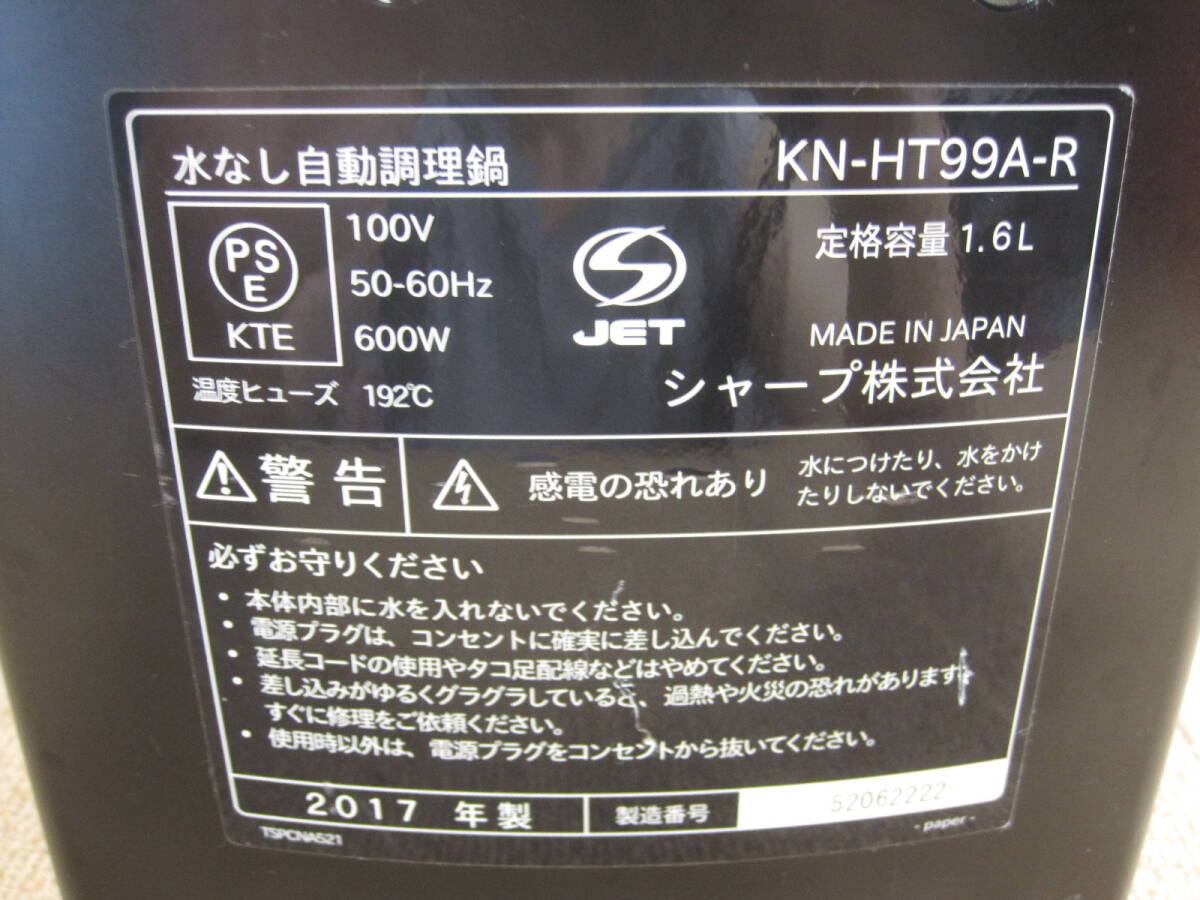 水なし自動調理鍋 KN-HT99A-R
PSE
KTE
100V
50-60Hz
600W
温度ヒューズ 192℃
JET
定格容量 1.6L
MADE IN JAPAN
シャープ株式会社
警告
感電の恐れあり
水につけたり、水をかけ
たりしないでください。
必ずお守りください
・本体内部に水を入れないでください。
・電源プラグは、コンセントに確実に差し込んでください。
・延長コードの使用やタコ足配線などはやめてください。
・差し込みがゆるくグラグラしていると、過熱や火災の恐れがあります。
すぐに修理をご依頼ください。
・使用時以外は、電源プラグをコンセントから抜いてください。
2017 年製 製造番号 52062222
TSPCNA521
- paper -